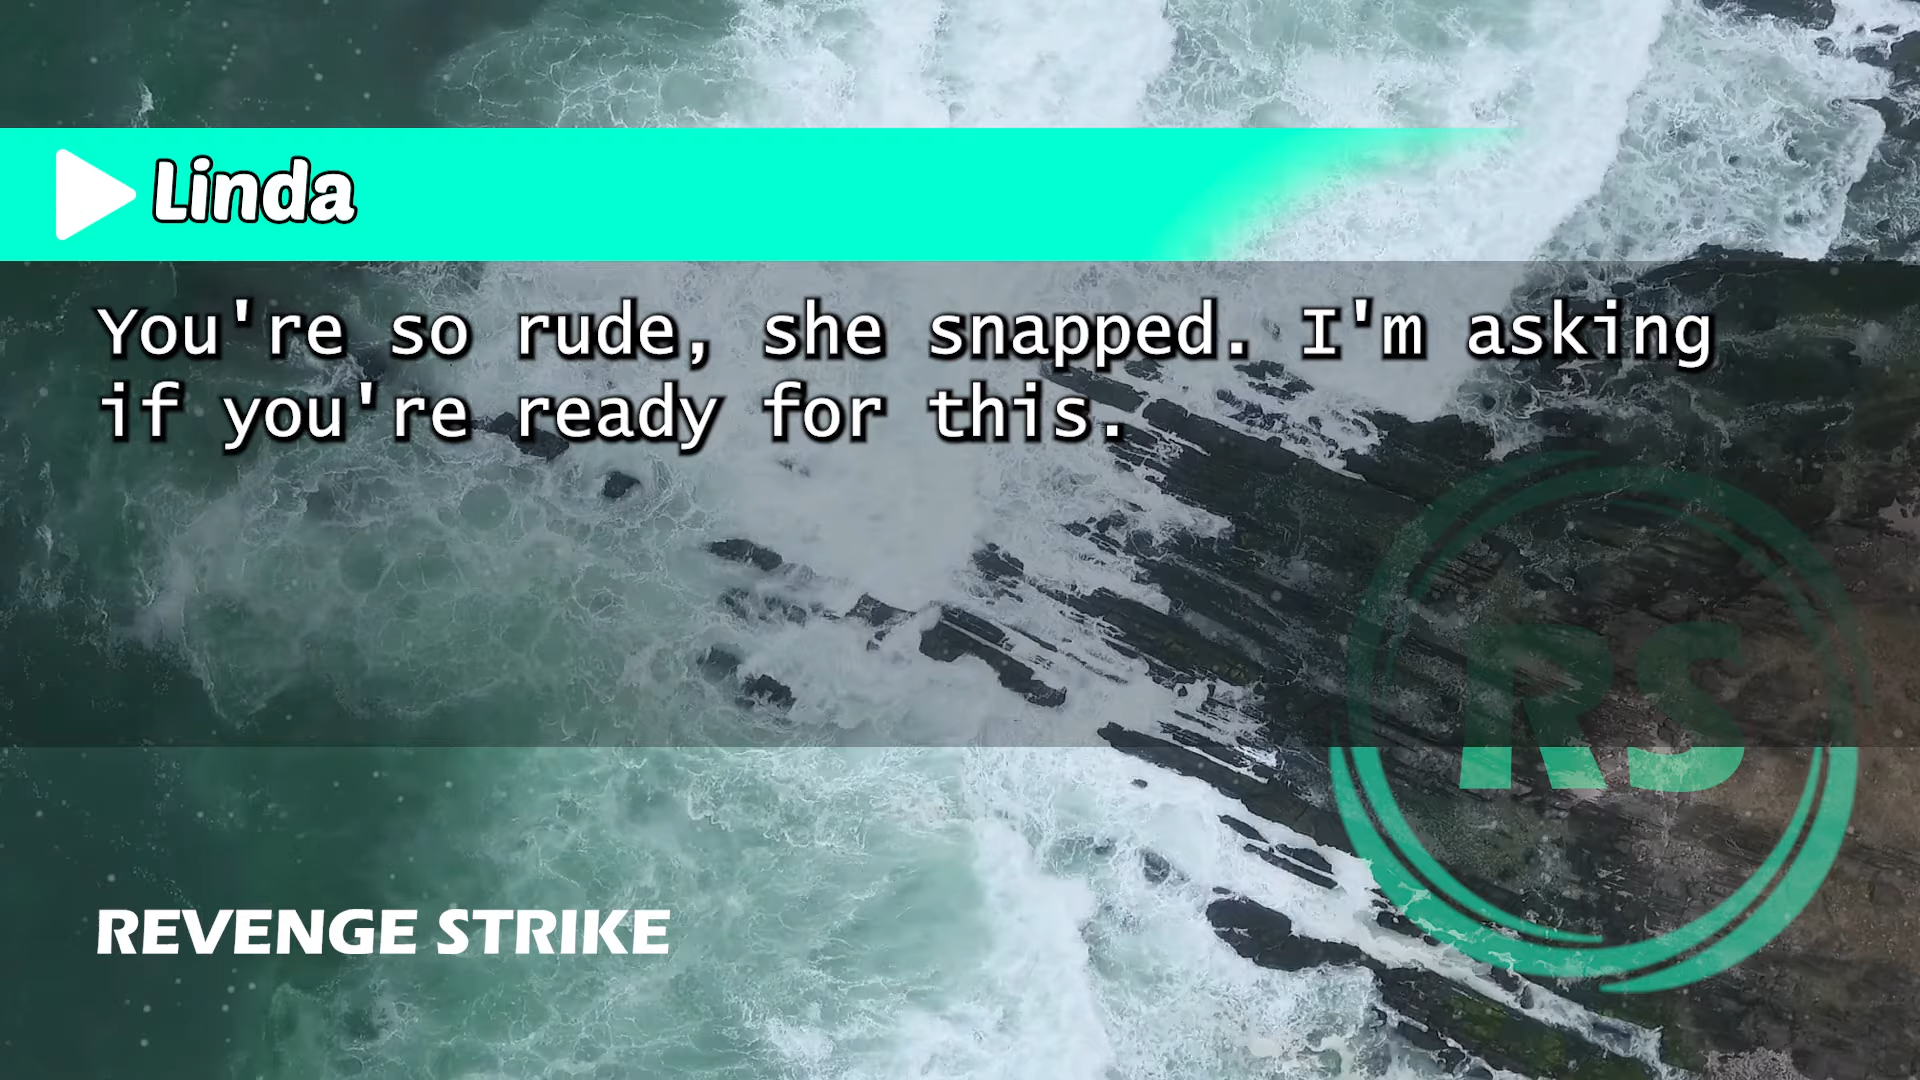 Linda
You're so rude, she snapped. I'm asking
if you're ready for this.
RS
REVENGE STRIKE